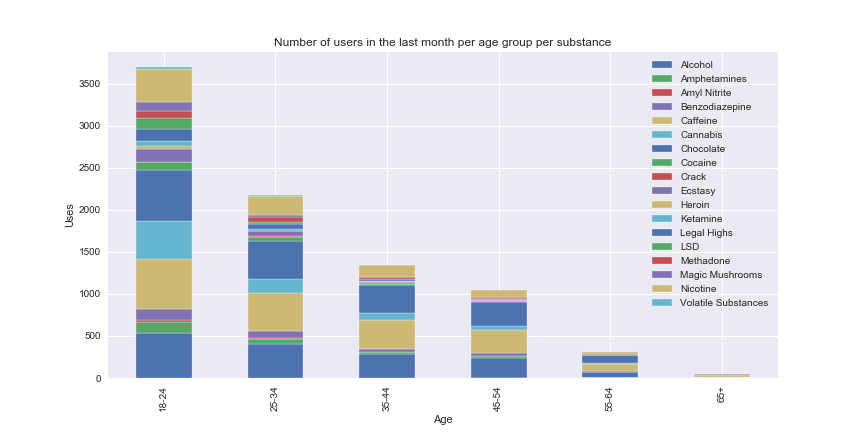 Number of users in the last month per age group per substance
Alcohol
Amphetamines
Amyl Nitrite
Benzodiazepine
Caffeine
Cannabis
Chocolate
Cocaine
Crack
Ecstasy
Heroin
Ketamine
Legal Highs
LSD
Methadone
Magic Mushrooms
Nicotine
Volatile Substances
Uses
3500
3000
2500
2000
1500
1000
500
0
18-24
25-34
35-44
45-54
55-64
65+
Age